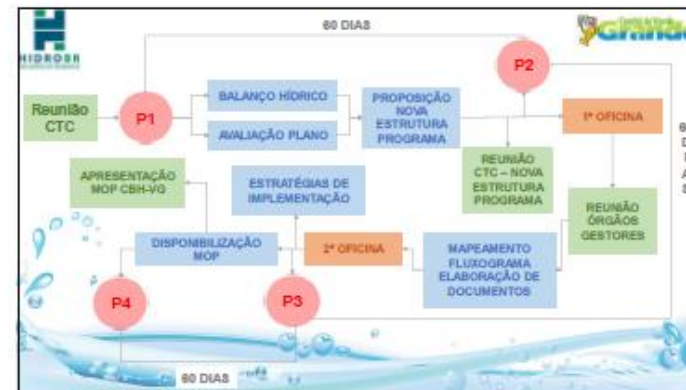 60 DIAS
HIDROBR
Grande
P2
Reunião
CTC
P1
BALANÇO HÍDRICO
AVALIAÇÃO PLANO
PROPOSIÇÃO
NOVA
ESTRUTURA
PROGRAMA
1ª OFICINA
6
D
I
A
S
APRESENTAÇÃO
MOP CBH-VG
ESTRATÉGIAS DE
IMPLEMENTAÇÃO
REUNIÃO
CTC – NOVA
ESTRUTURA
PROGRAMA
REUNIÃO
ÓRGÃOS
GESTORES
DISPONIBILIZAÇÃO
MOP
2ª OFICINA
MAPEAMENTO
FLUXOGRAMA
ELABORAÇÃO DE
DOCUMENTOS
P4
P3
60 DIAS